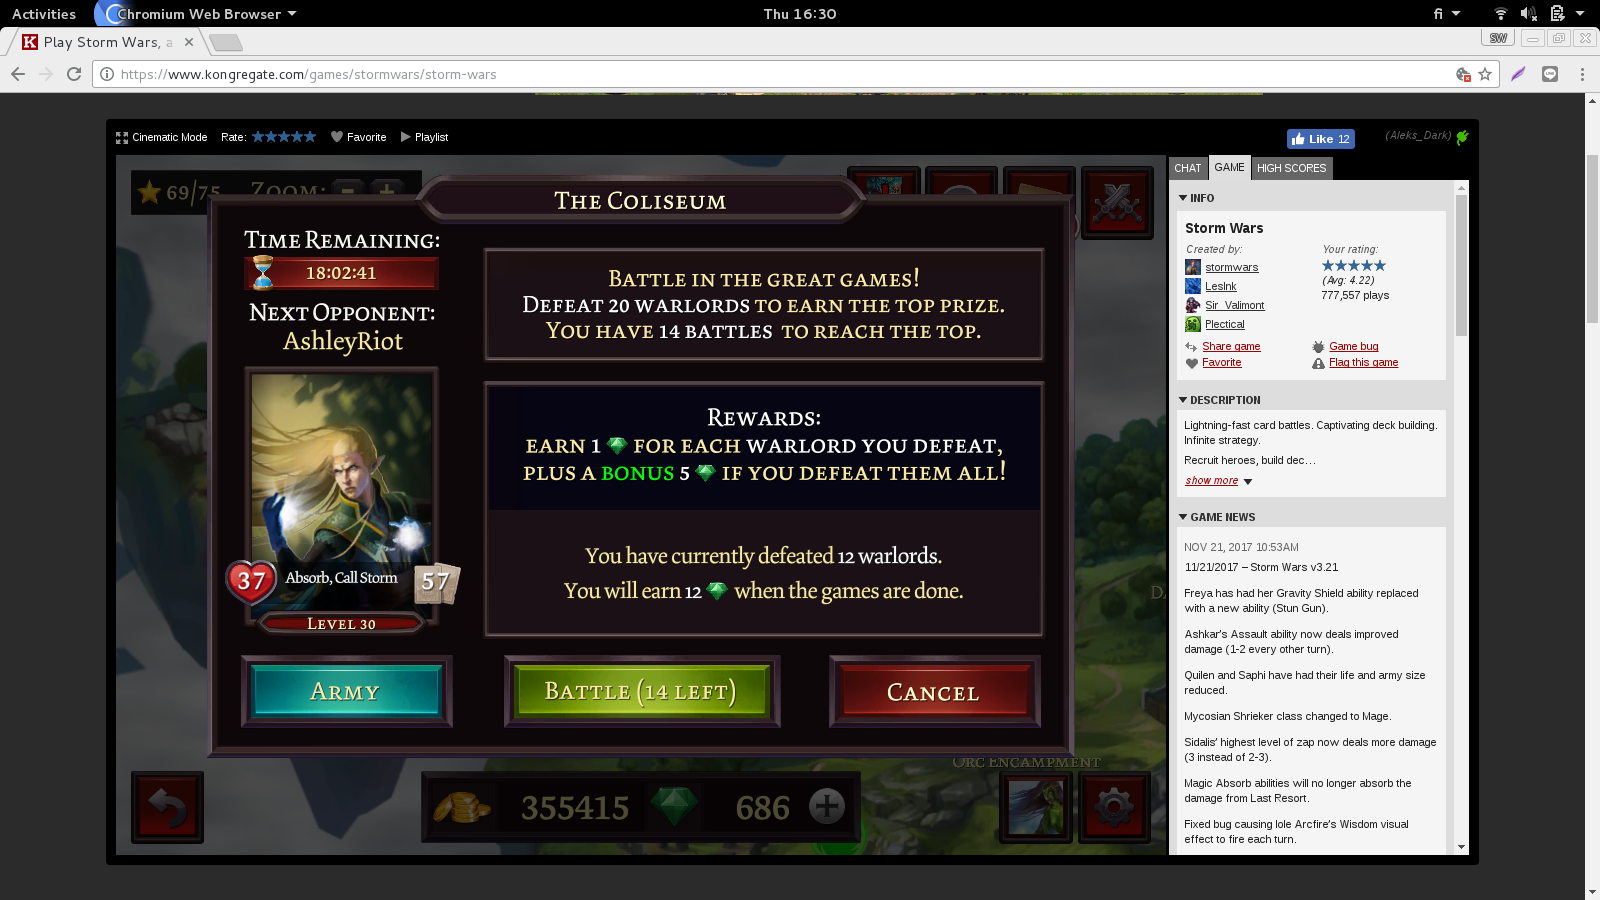 Activities
Chromium Web Browser
Thu 16:30
fi
Play Storm Wars, a
SW
https://www.kongregate.com/games/stormwars/storm-wars
Cinematic Mode
Rate:
Favorite
Playlist
Like 12
(Aleks_Dark)
69/75
Zoom:
The Coliseum
Time Remaining:
18:02:41
Next Opponent:
AshleyRiot
37
Absorb, Call Storm
57
Level 30
Battle in the great games!
Defeat 20 warlords to earn the top prize.
You have 14 battles to reach the top.
Rewards:
earn 1 for each warlord you defeat,
plus a bonus 5 if you defeat them all!
You have currently defeated 12 warlords.
You will earn 12 when the games are done.
Army
Battle (14 left)
Cancel
Orc Encampment
355415
686
CHAT
GAME
HIGH SCORES
INFO
Storm Wars
Created by:
stormwars
LesInk
Sir_Valimont
Plectical
Your rating:
(Avg: 4.22)
777,557 plays
Share game
Game bug
Favorite
Flag this game
DESCRIPTION
Lightning-fast card battles. Captivating deck building.
Infinite strategy.
Recruit heroes, build dec…
show more
GAME NEWS
NOV 21, 2017 10:53AM
11/21/2017 – Storm Wars v3.21
Freya has had her Gravity Shield ability replaced
with a new ability (Stun Gun).
Ashkar's Assault ability now deals improved
damage (1-2 every other turn).
Quilen and Saphi have had their life and army size
reduced.
Mycosian Shrieker class changed to Mage.
Sidalis' highest level of zap now deals more damage
(3 instead of 2-3).
Magic Absorb abilities will no longer absorb the
damage from Last Resort.
Fixed bug causing Iole Arcfire's Wisdom visual
effect to fire each turn.